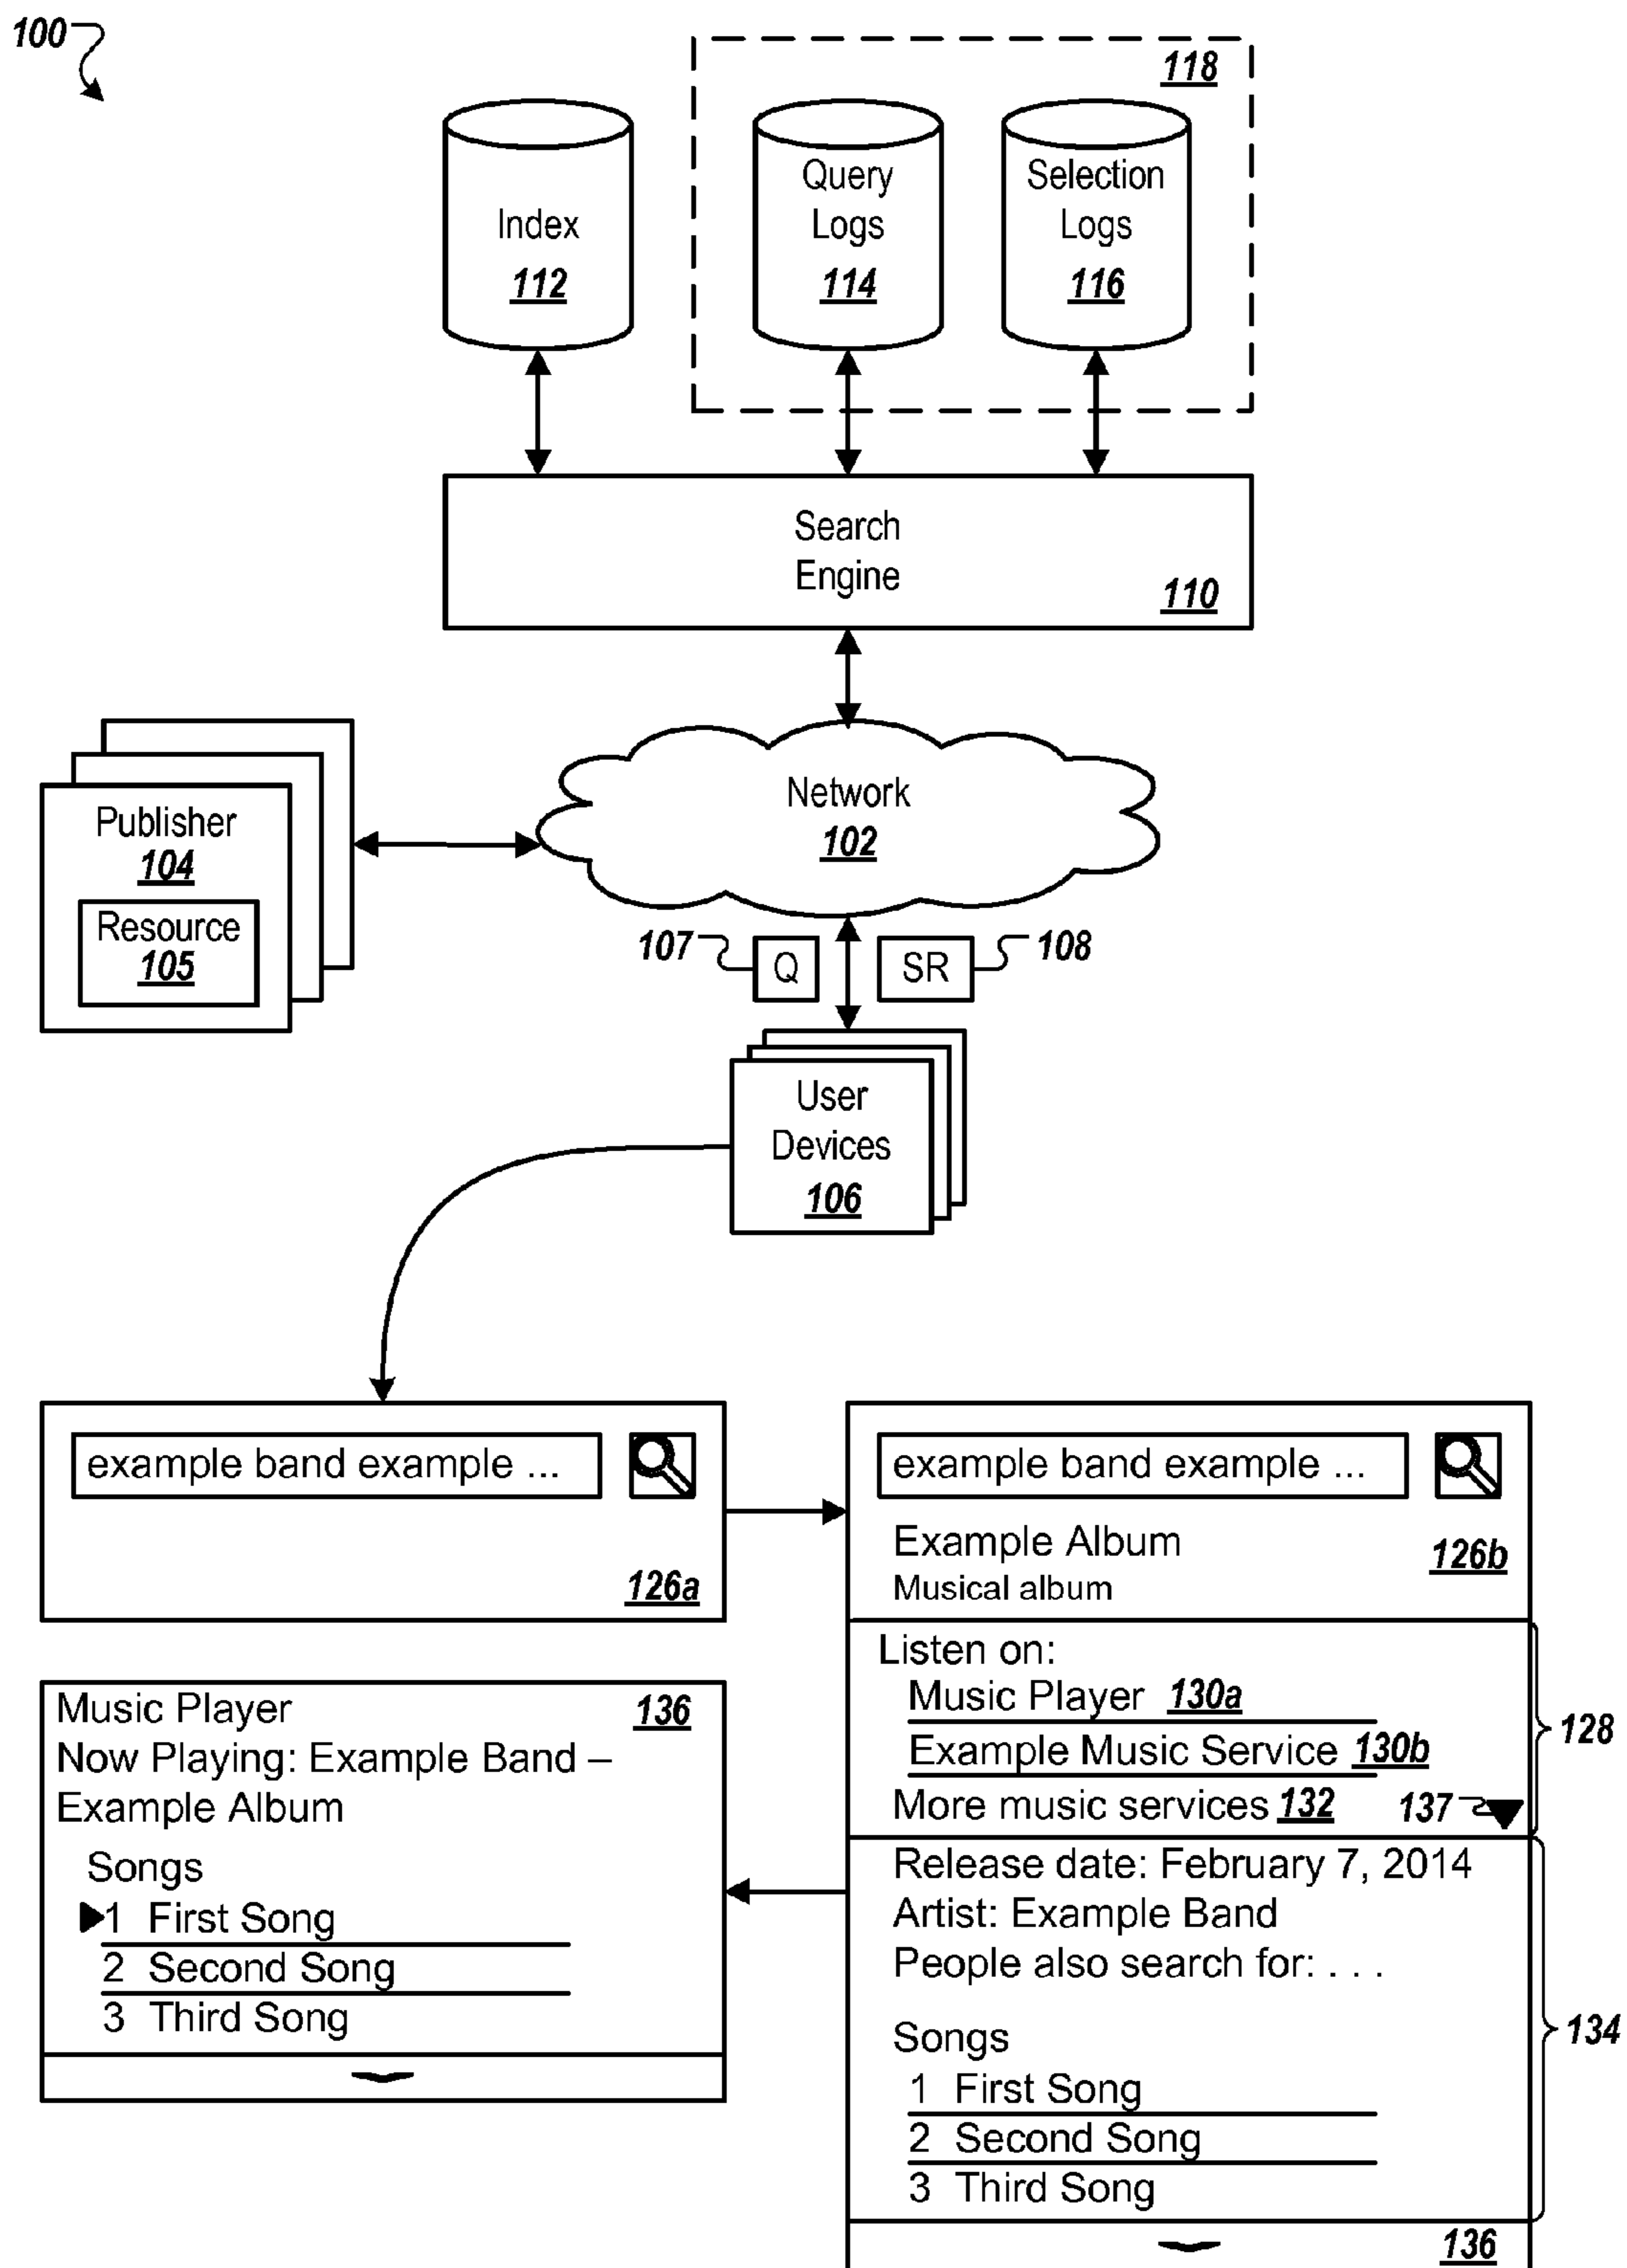 100
118
Index
112
Query
Logs
114
Selection
Logs
116
Search
Engine
110
Publisher
104
Resource
105
Network
102
107
Q
SR
108
User
Devices
106
example band example ...
126a
example band example ...
Example Album
Musical album
126b
Listen on:
Music Player 130a
Example Music Service 130b
More music services 132
137
128
Release date: February 7, 2014
Artist: Example Band
People also search for: . . .
Songs
1 First Song
2 Second Song
3 Third Song
134
136
Music Player
136
Now Playing: Example Band –
Example Album
Songs
1 First Song
2 Second Song
3 Third Song